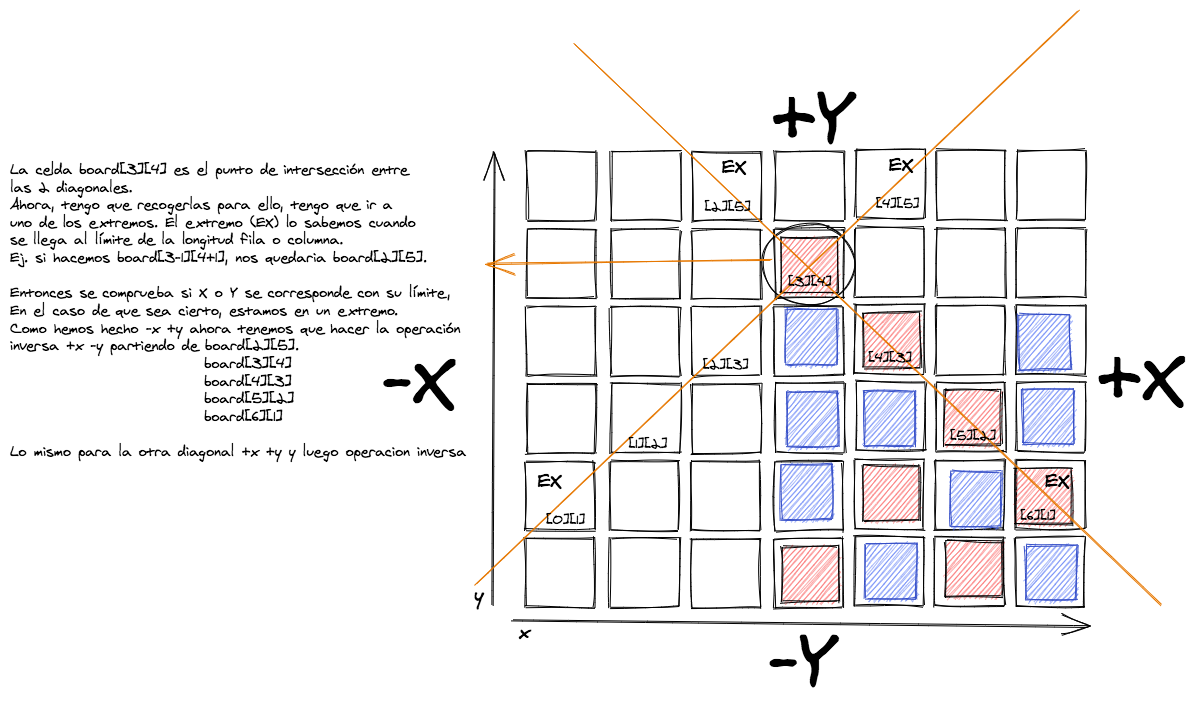 La celda board[3][4] es el punto de intersección entre
las 2 diagonales.
Ahora, tengo que recogerlas para ello, tengo que ir a
uno de los extremos. El extremo (EX) lo sabemos cuando
se llega al límite de la longitud fila o columna.
Ej. si hacemos board[3-1][4+1], nos quedaria board[2][5].
Entonces se comprueba si X o Y se corresponde con su límite,
En el caso de que sea cierto, estamos en un extremo.
Como hemos hecho -x +y ahora tenemos que hacer la operación
inversa +x -y partiendo de board[2][5].
board[3][4]
board[4][3]
board[5][2]
board[6][1]
Lo mismo para la otra diagonal +x +y y luego operacion inversa
+Y
EX
EX
[2][5]
[4][5]
[3][4]
[2][3]
[4][3]
-X
+X
[1][2]
[5][2]
EX
EX
[0][1]
[6][1]
y
x
-Y